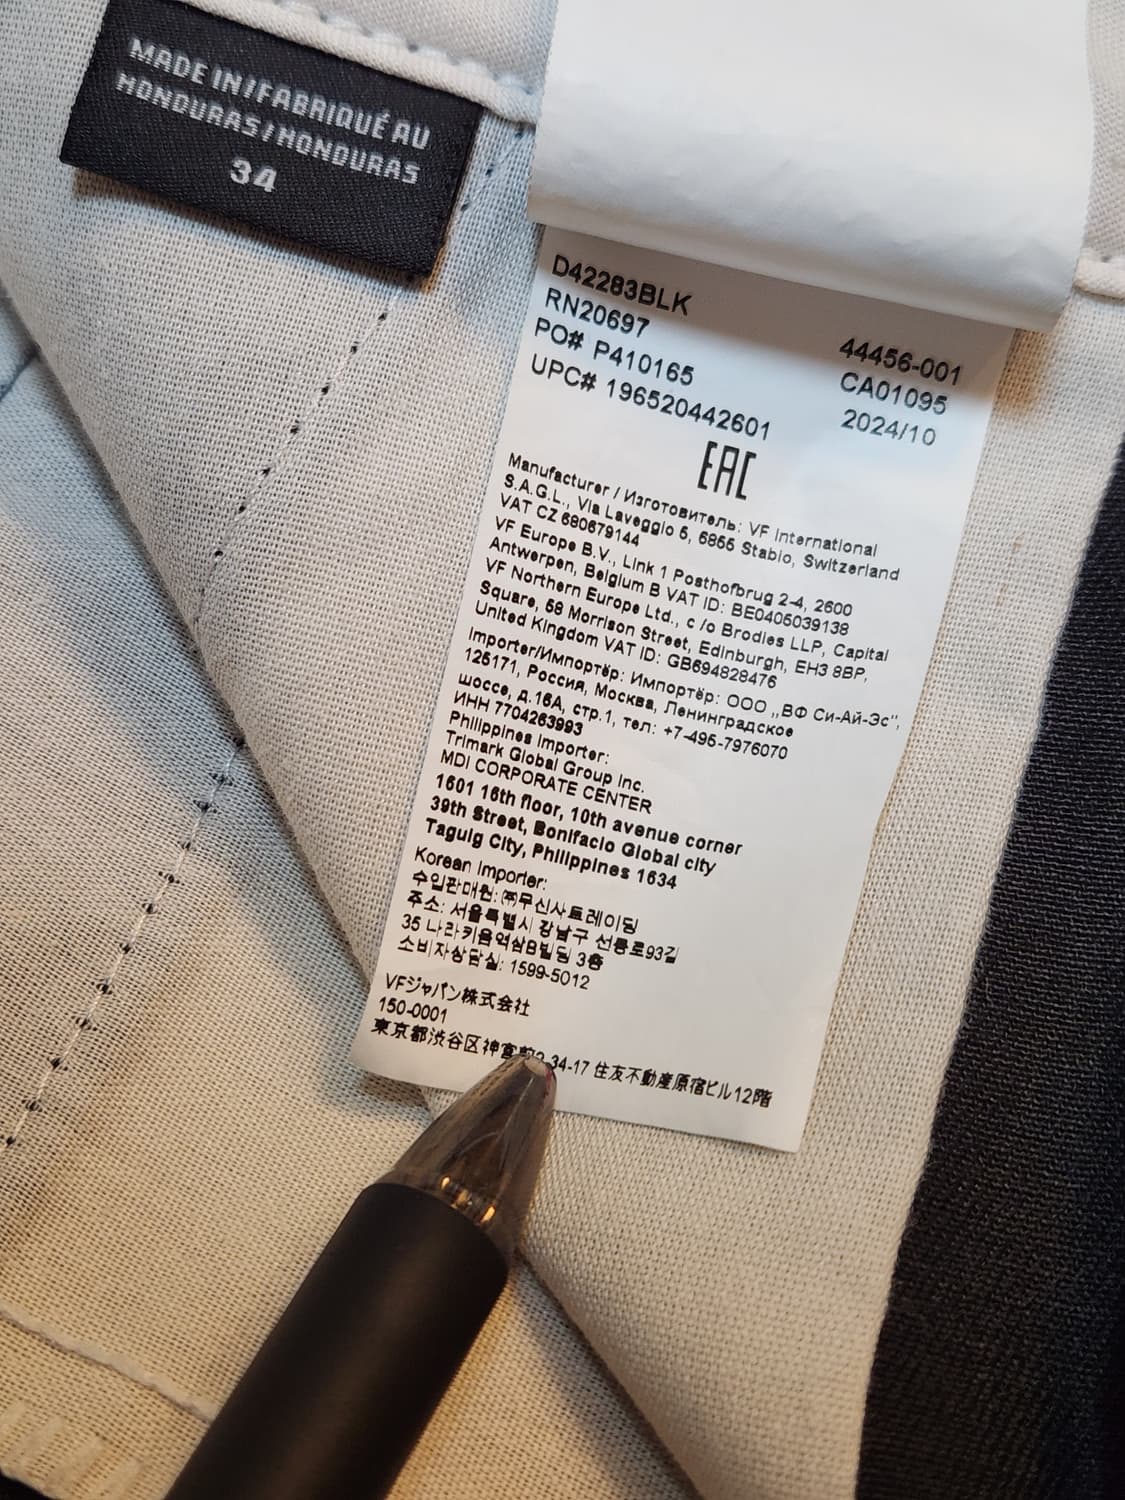 MADE IN/FABRIQUÉ AU
HONDURAS/HONDURAS
34
D42283BLK
RN20697
PO# P410165
UPC# 196520442601
44456-001
CA01095
2024/10
EAC
Manufacturer / Изготовитель: VF International
S.A.G.L., Via Laveggio 5, 6855 Stabio, Switzerland
VAT CZ 680679144
VF Europe B.V., Link 1 Posthofbrug 2-4, 2600
Antwerpen, Belgium B VAT ID: BE0405039138
VF Northern Europe Ltd., c/o Brodies LLP, Capital
Square, 58 Morrison Street, Edinburgh, EH3 8BP,
United Kingdom VAT ID: GB694828476
Importer/Импортёр: Импортёр: ООО „ВФ Си-Ай-Эс",
125171, Россия, Москва, Ленинградское
шоссе, д.16А, стр.1, тел: +7-495-7976070
ИНН 7704263993
Philippines Importer:
Trimark Global Group Inc.
MDI CORPORATE CENTER
1601 16th floor, 10th avenue corner
39th Street, Bonifacio Global city
Taguig City, Philippines 1634
Korean Importer:
수입판매원: ㈜무신사트레이딩
주소: 서울특별시 강남구 선릉로93길
35 나라키움역삼B빌딩 3층
소비자상담실: 1599-5012
VFジャパン株式会社
150-0001
東京都渋谷区神宮前 34-17 住友不動産原宿ビル12階